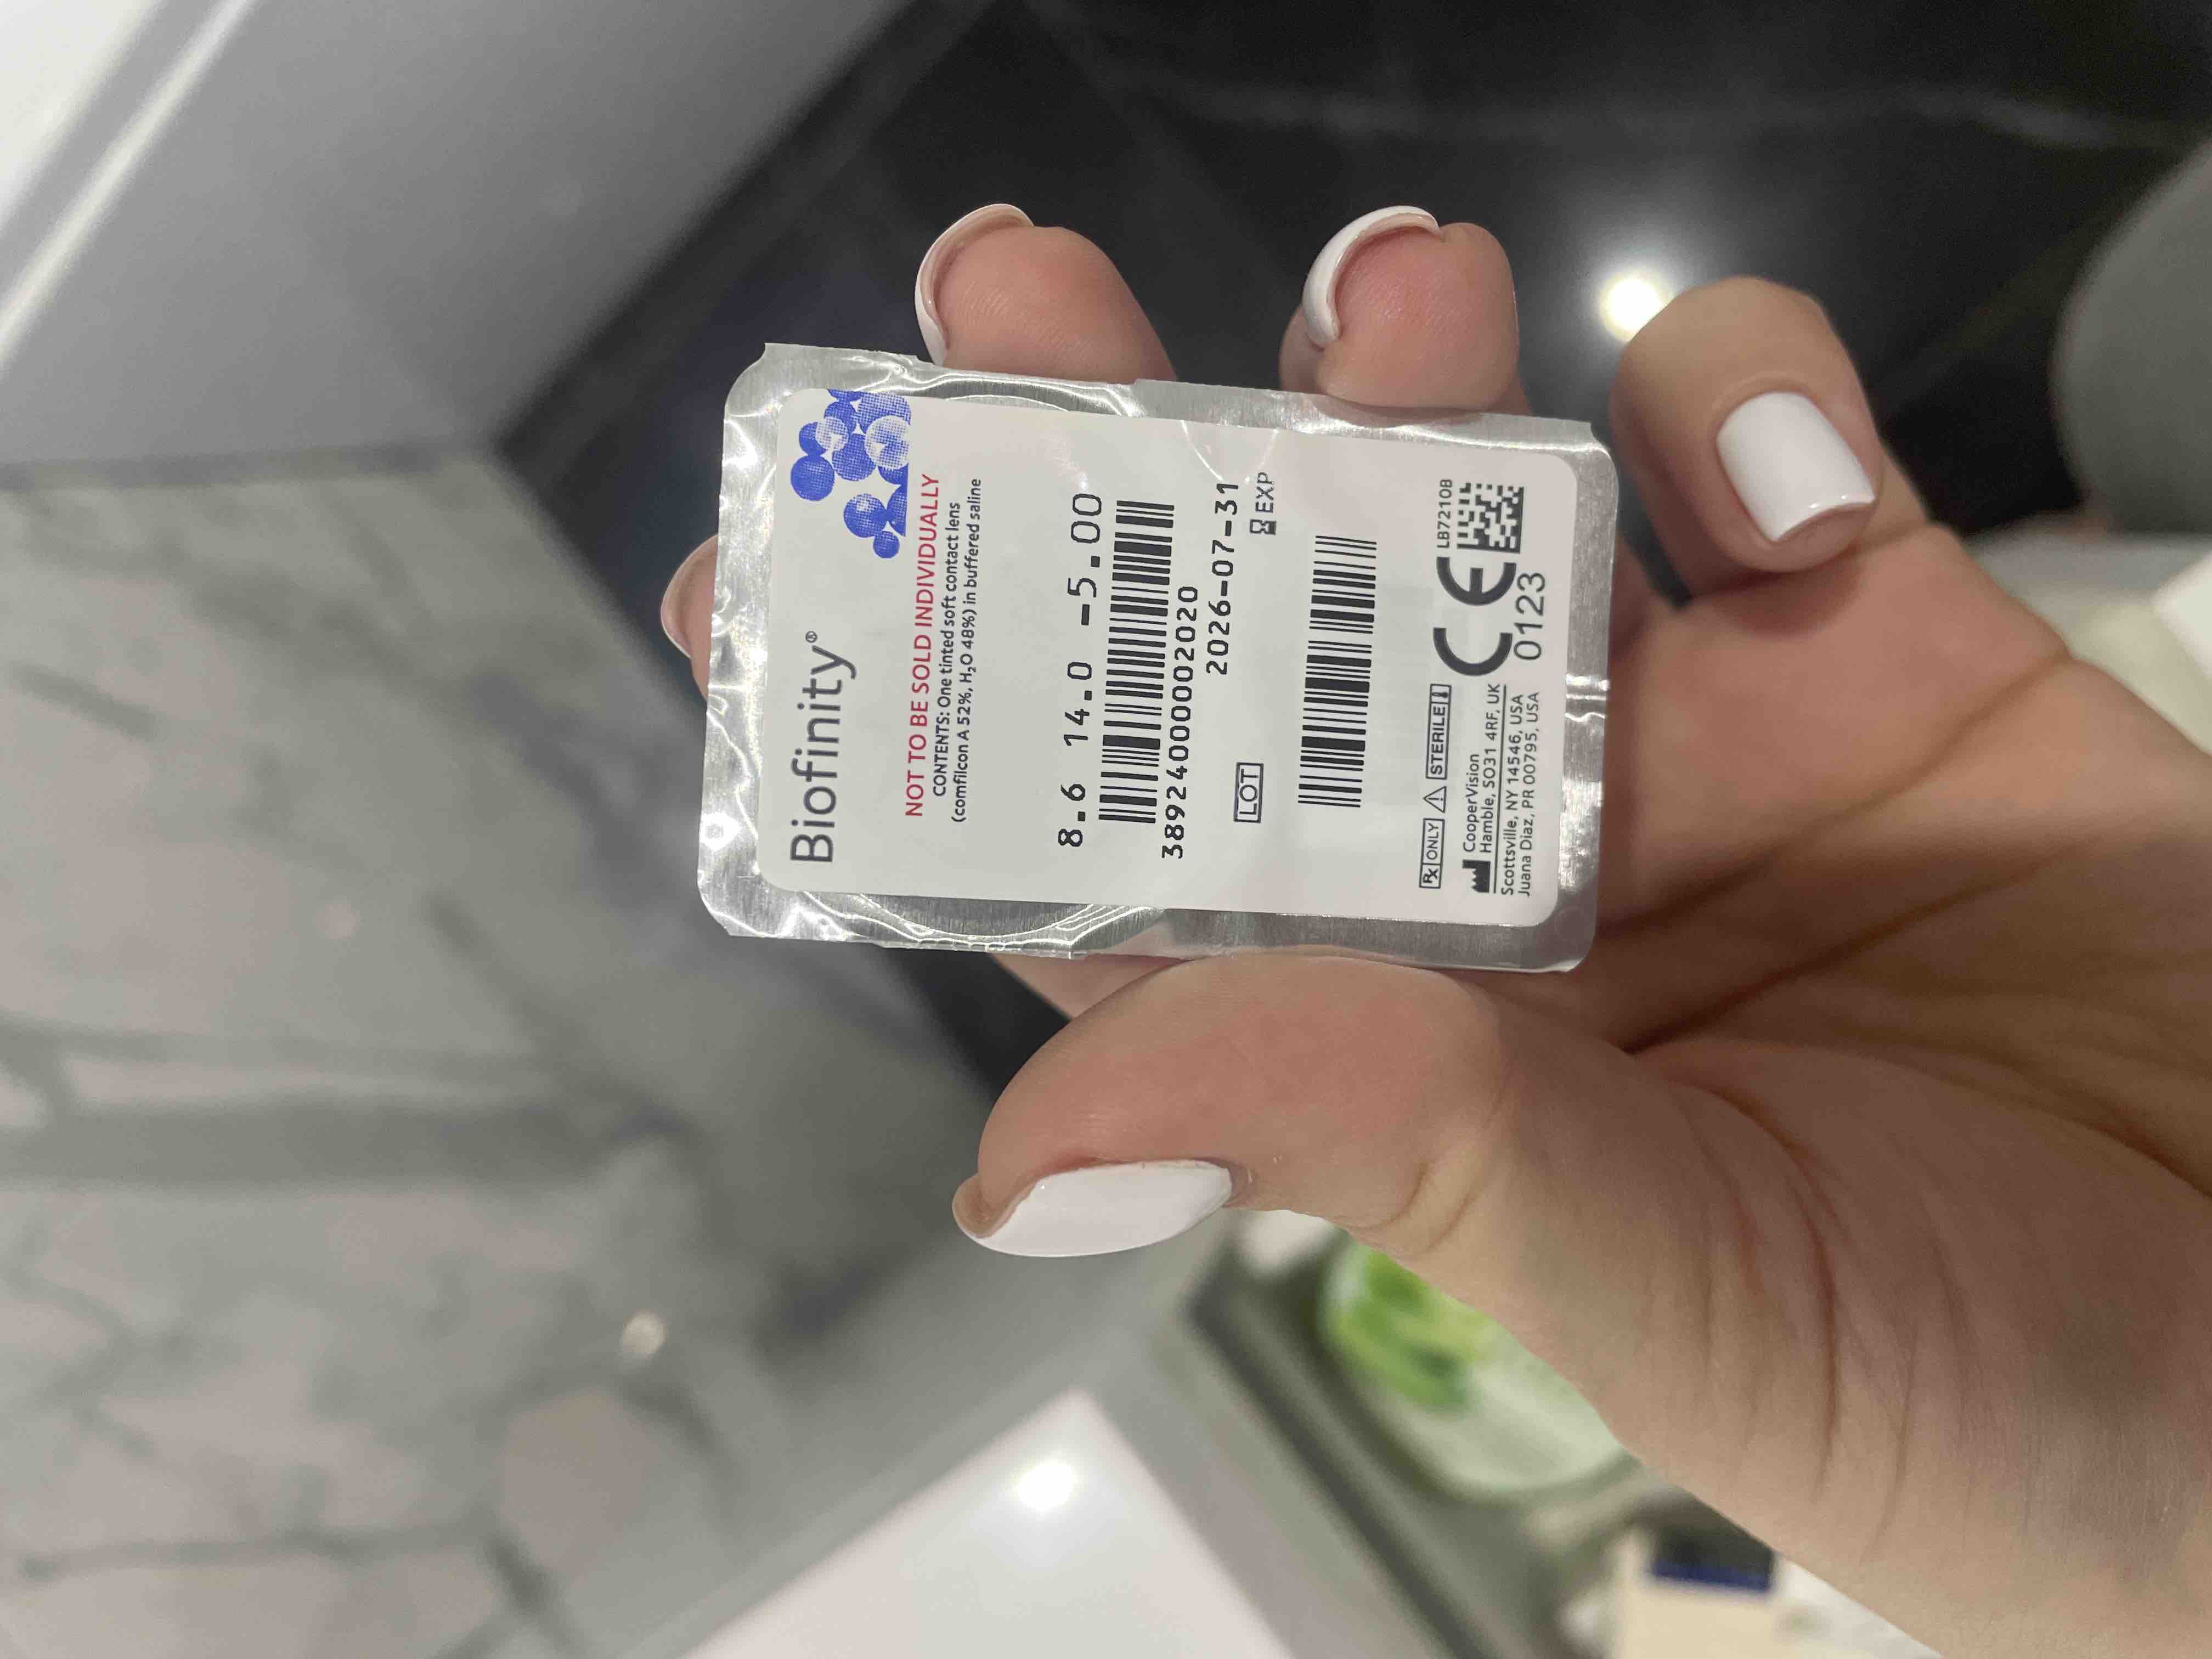 Biofinity®
NOT TO BE SOLD INDIVIDUALLY
CONTENTS: One tinted soft contact lens
(comfilcon A 52%, H₂O 48%) in buffered saline
8.6 14.0 -5.00
38924000002020
2026-07-31
LOT
EXP
Rx ONLY STERILE
CooperVision
Hamble, SO31 4RF, UK
Scottsville, NY 14546, USA
Juana Diaz, PR 00795, USA
CE
0123
LB7210B